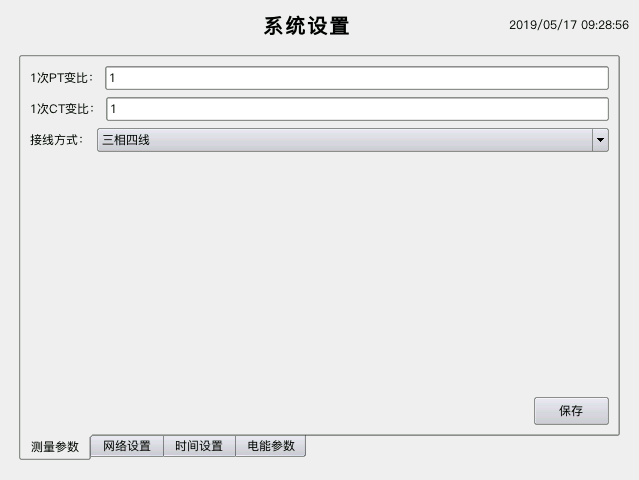 系统设置
2019/05/17 09:28:56
1次PT变比：
1
1次CT变比：
1
接线方式：
三相四线
保存
测量参数
网络设置
时间设置
电能参数